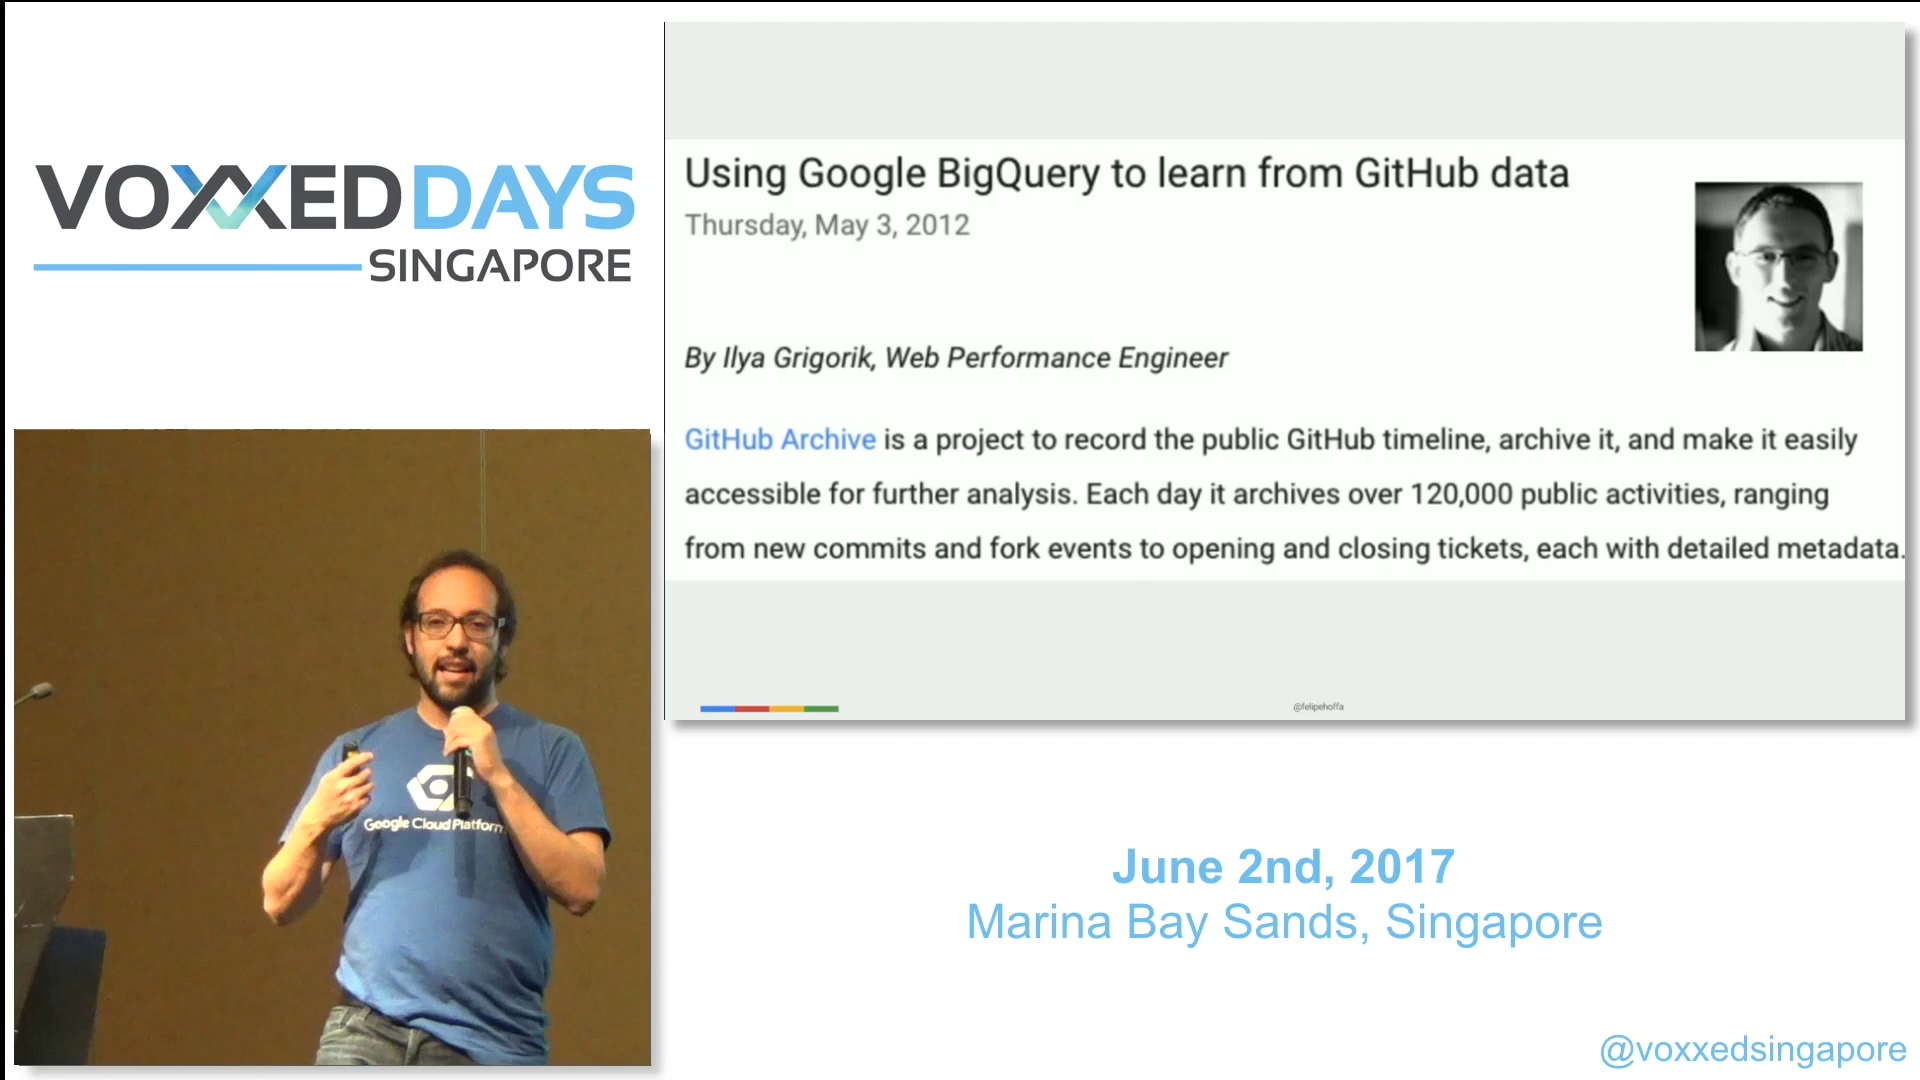 VOXXEDDAYS
SINGAPORE
Using Google BigQuery to learn from GitHub data
Thursday, May 3, 2012
By Ilya Grigorik, Web Performance Engineer
GitHub Archive is a project to record the public GitHub timeline, archive it, and make it easily
accessible for further analysis. Each day it archives over 120,000 public activities, ranging
from new commits and fork events to opening and closing tickets, each with detailed metadata.
@felipehoffa
Google Cloud Platform
June 2nd, 2017
Marina Bay Sands, Singapore
@voxxedsingapore